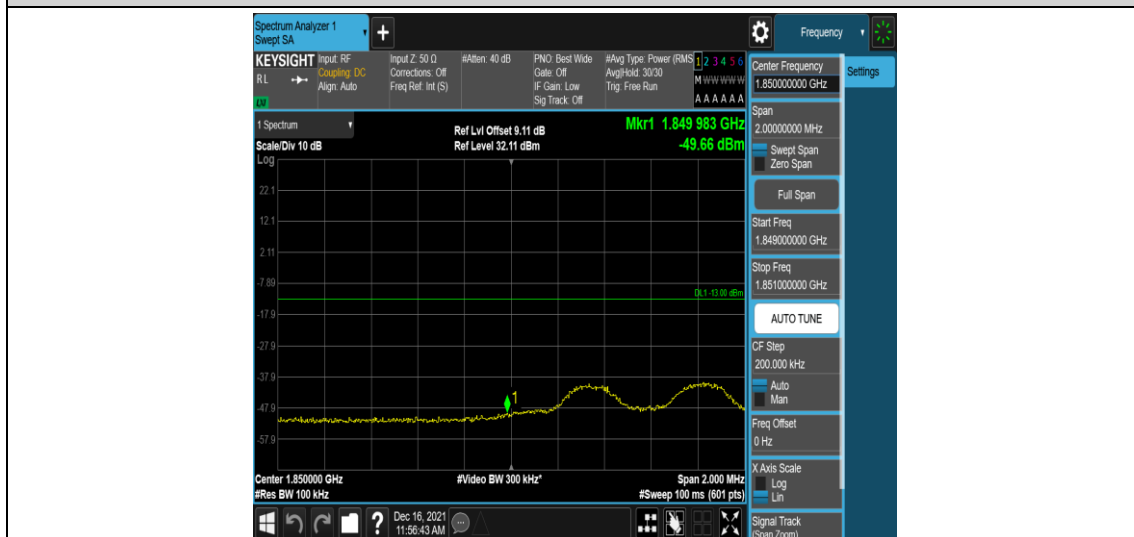 Spectrum Analyzer 1
Swept SA
+
Frequency
KEYSIGHT
RL
LXI
Input: RF
Coupling: DC
Align: Auto
Input Z: 50 Ω
Corrections: Off
Freq Ref: Int (S)
#Atten: 40 dB
PNO: Best Wide
Gate: Off
IF Gain: Low
Sig Track: Off
#Avg Type: Power (RMS
Avg|Hold: 30/30
Trig: Free Run
1 2 3 4 5 6
M W W W W W
A A A A A A
1 Spectrum
Scale/Div 10 dB
Log
Ref Lvl Offset 9.11 dB
Ref Level 32.11 dBm
Mkr1 1.849 983 GHz
-49.66 dBm
22.1
12.1
2.11
-7.89
DL1 -13.00 dBm
-17.9
-27.9
-37.9
1
-47.9
-57.9
Center 1.850000 GHz
#Res BW 100 kHz
#Video BW 300 kHz*
Span 2.000 MHz
#Sweep 100 ms (601 pts)
Center Frequency
1.850000000 GHz
Settings
Span
2.00000000 MHz
Swept Span
Zero Span
Full Span
Start Freq
1.849000000 GHz
Stop Freq
1.851000000 GHz
AUTO TUNE
CF Step
200.000 kHz
Auto
Man
Freq Offset
0 Hz
X Axis Scale
Log
Lin
Signal Track
(Span Zoom)
?
Dec 16, 2021
11:56:43 AM